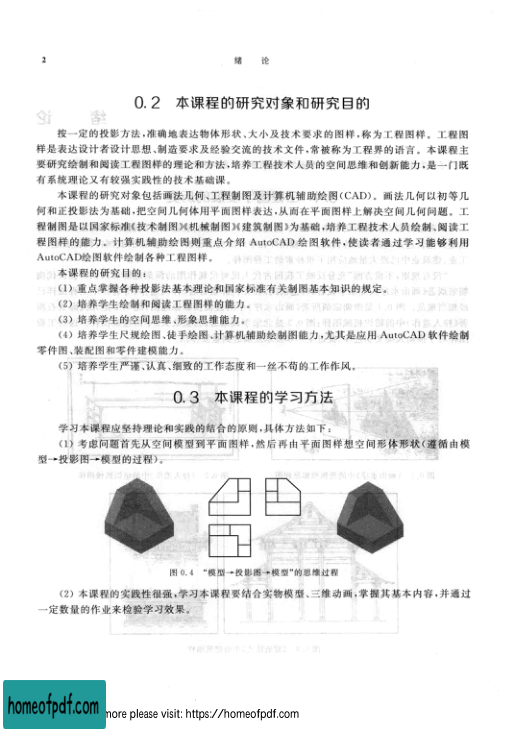 2
绪 论
0.2 本课程的研究对象和研究目的
按一定的投影方法,准确地表达物体形状、大小及技术要求的图样,称为工程图样。工程图
样是表达设计者设计思想、制造要求及经验交流的技术文件,常被称为工程界的语言。本课程主
要研究绘制和阅读工程图样的理论和方法,培养工程技术人员的空间思维和创新能力,是一门既
有系统理论又有较强实践性的技术基础课。
本课程的研究对象包括画法几何、工程制图及计算机辅助绘图(CAD)。画法几何以初等几
何和正投影法为基础,把空间几何体用平面图样表达,从而在平面图样上解决空间几何问题。工
程制图是以国家标准《技术制图》《机械制图》《建筑制图》为基础,培养工程技术人员绘制、阅读工
程图样的能力。计算机辅助绘图则重点介绍 AutoCAD 绘图软件,使读者通过学习能够利用
AutoCAD绘图软件绘制各种工程图样。
本课程的研究目的:
(1) 重点掌握各种投影法基本理论和国家标准有关制图基本知识的规定。
(2) 培养学生绘制和阅读工程图样的能力。
(3) 培养学生的空间思维、形象思维能力。
(4) 培养学生尺规绘图、徒手绘图、计算机辅助绘制图能力,尤其是应用 AutoCAD 软件绘制
零件图、装配图和零件建模能力。
(5) 培养学生严谨、认真、细致的工作态度和一丝不苟的工作作风。
0.3 本课程的学习方法
学习本课程应坚持理论和实践的结合的原则,具体方法如下:
(1) 考虑问题首先从空间模型到平面图样,然后再由平面图样想空间形体形状(遵循由模
型→投影图→模型的过程)。
图 0.4 “模型→投影图→模型”的思维过程
(2) 本课程的实践性很强,学习本课程要结合实物模型、三维动画,掌握其基本内容,并通过
一定数量的作业来检验学习效果。
homeofpdf.com
more please visit: https://homeofpdf.com